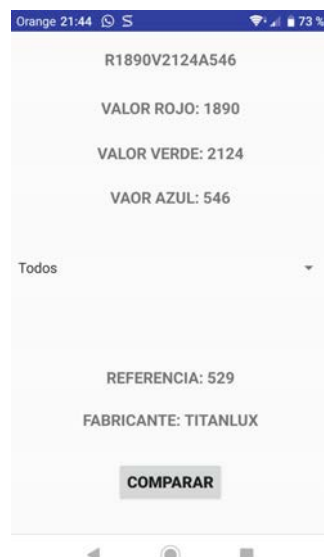 Orange 21:44 S 73 %
R1890V2124A546
VALOR ROJO: 1890
VALOR VERDE: 2124
VAOR AZUL: 546
Todos
REFERENCIA: 529
FABRICANTE: TITANLUX
COMPARAR